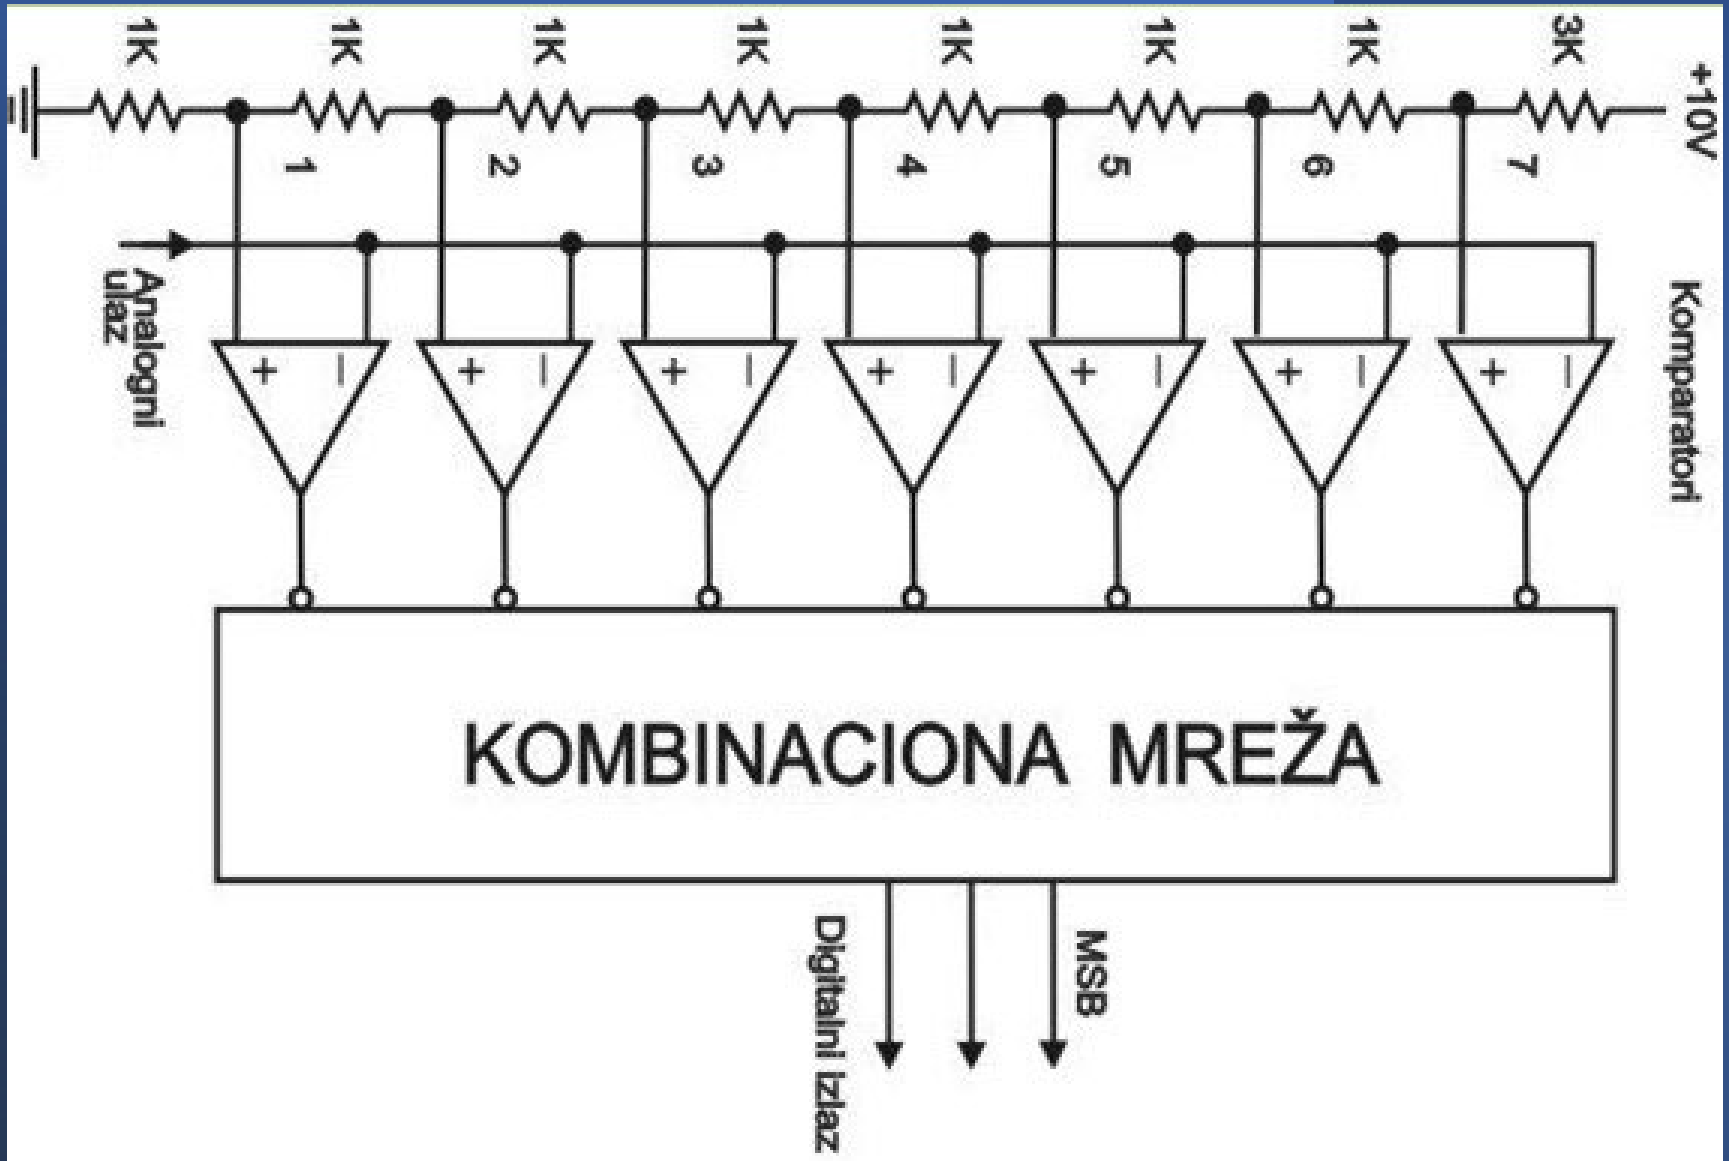 1K 1K 1K 1K 1K 1K 1K 3K
+10V
1 2 3 4 5 6 7
Analogni
ulaz
Komparatori
+ − + − + − + − + − + − + −
KOMBINACIONA MREŽA
MSB
Digitalni izlaz